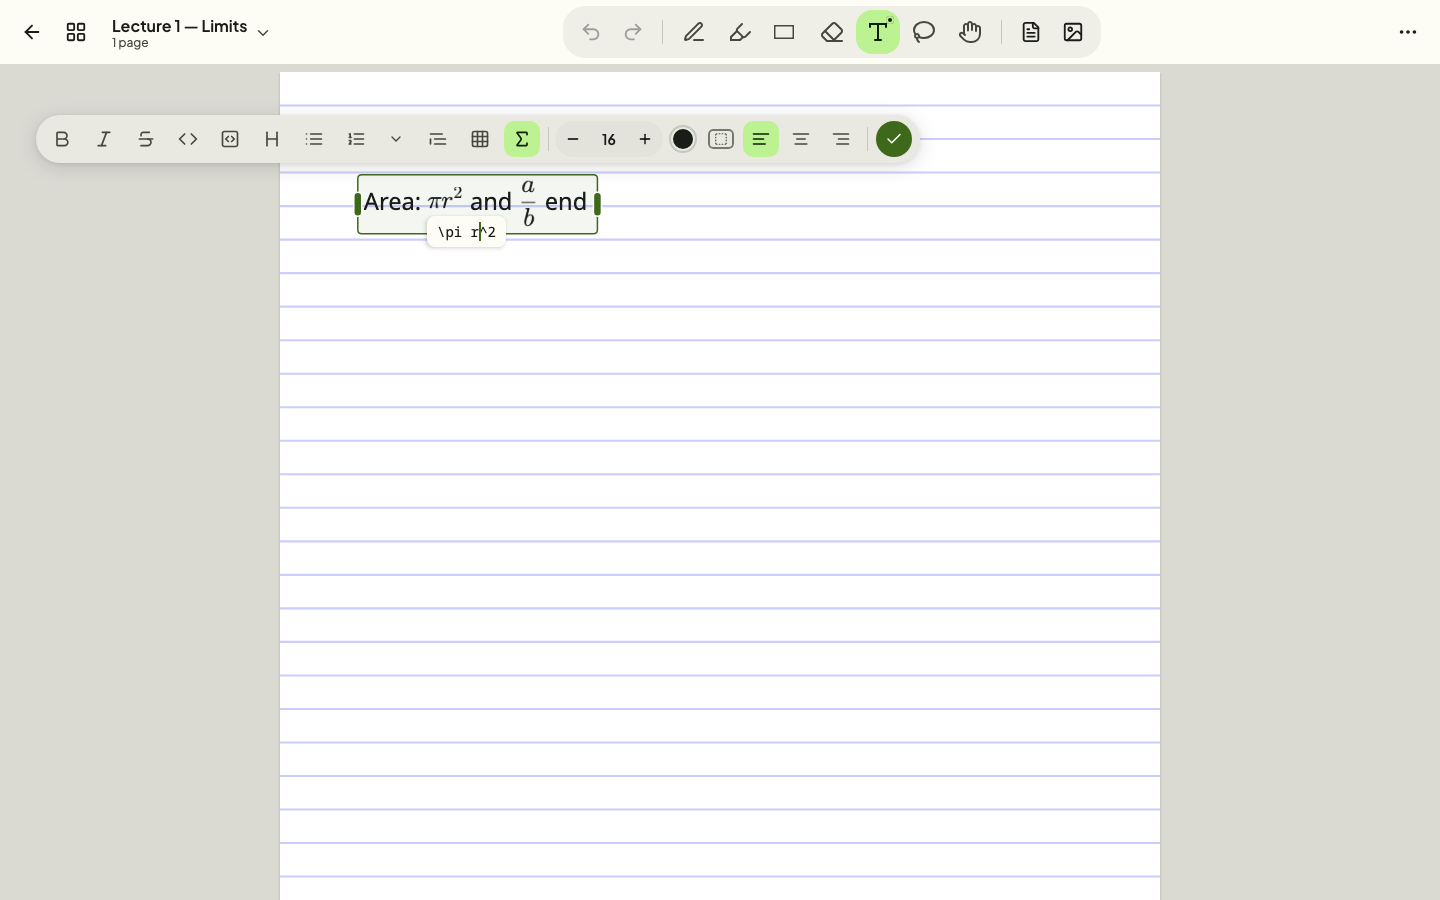 Lecture 1 — Limits
1 page
16
Area: πr² and a/b end
\pi r^2